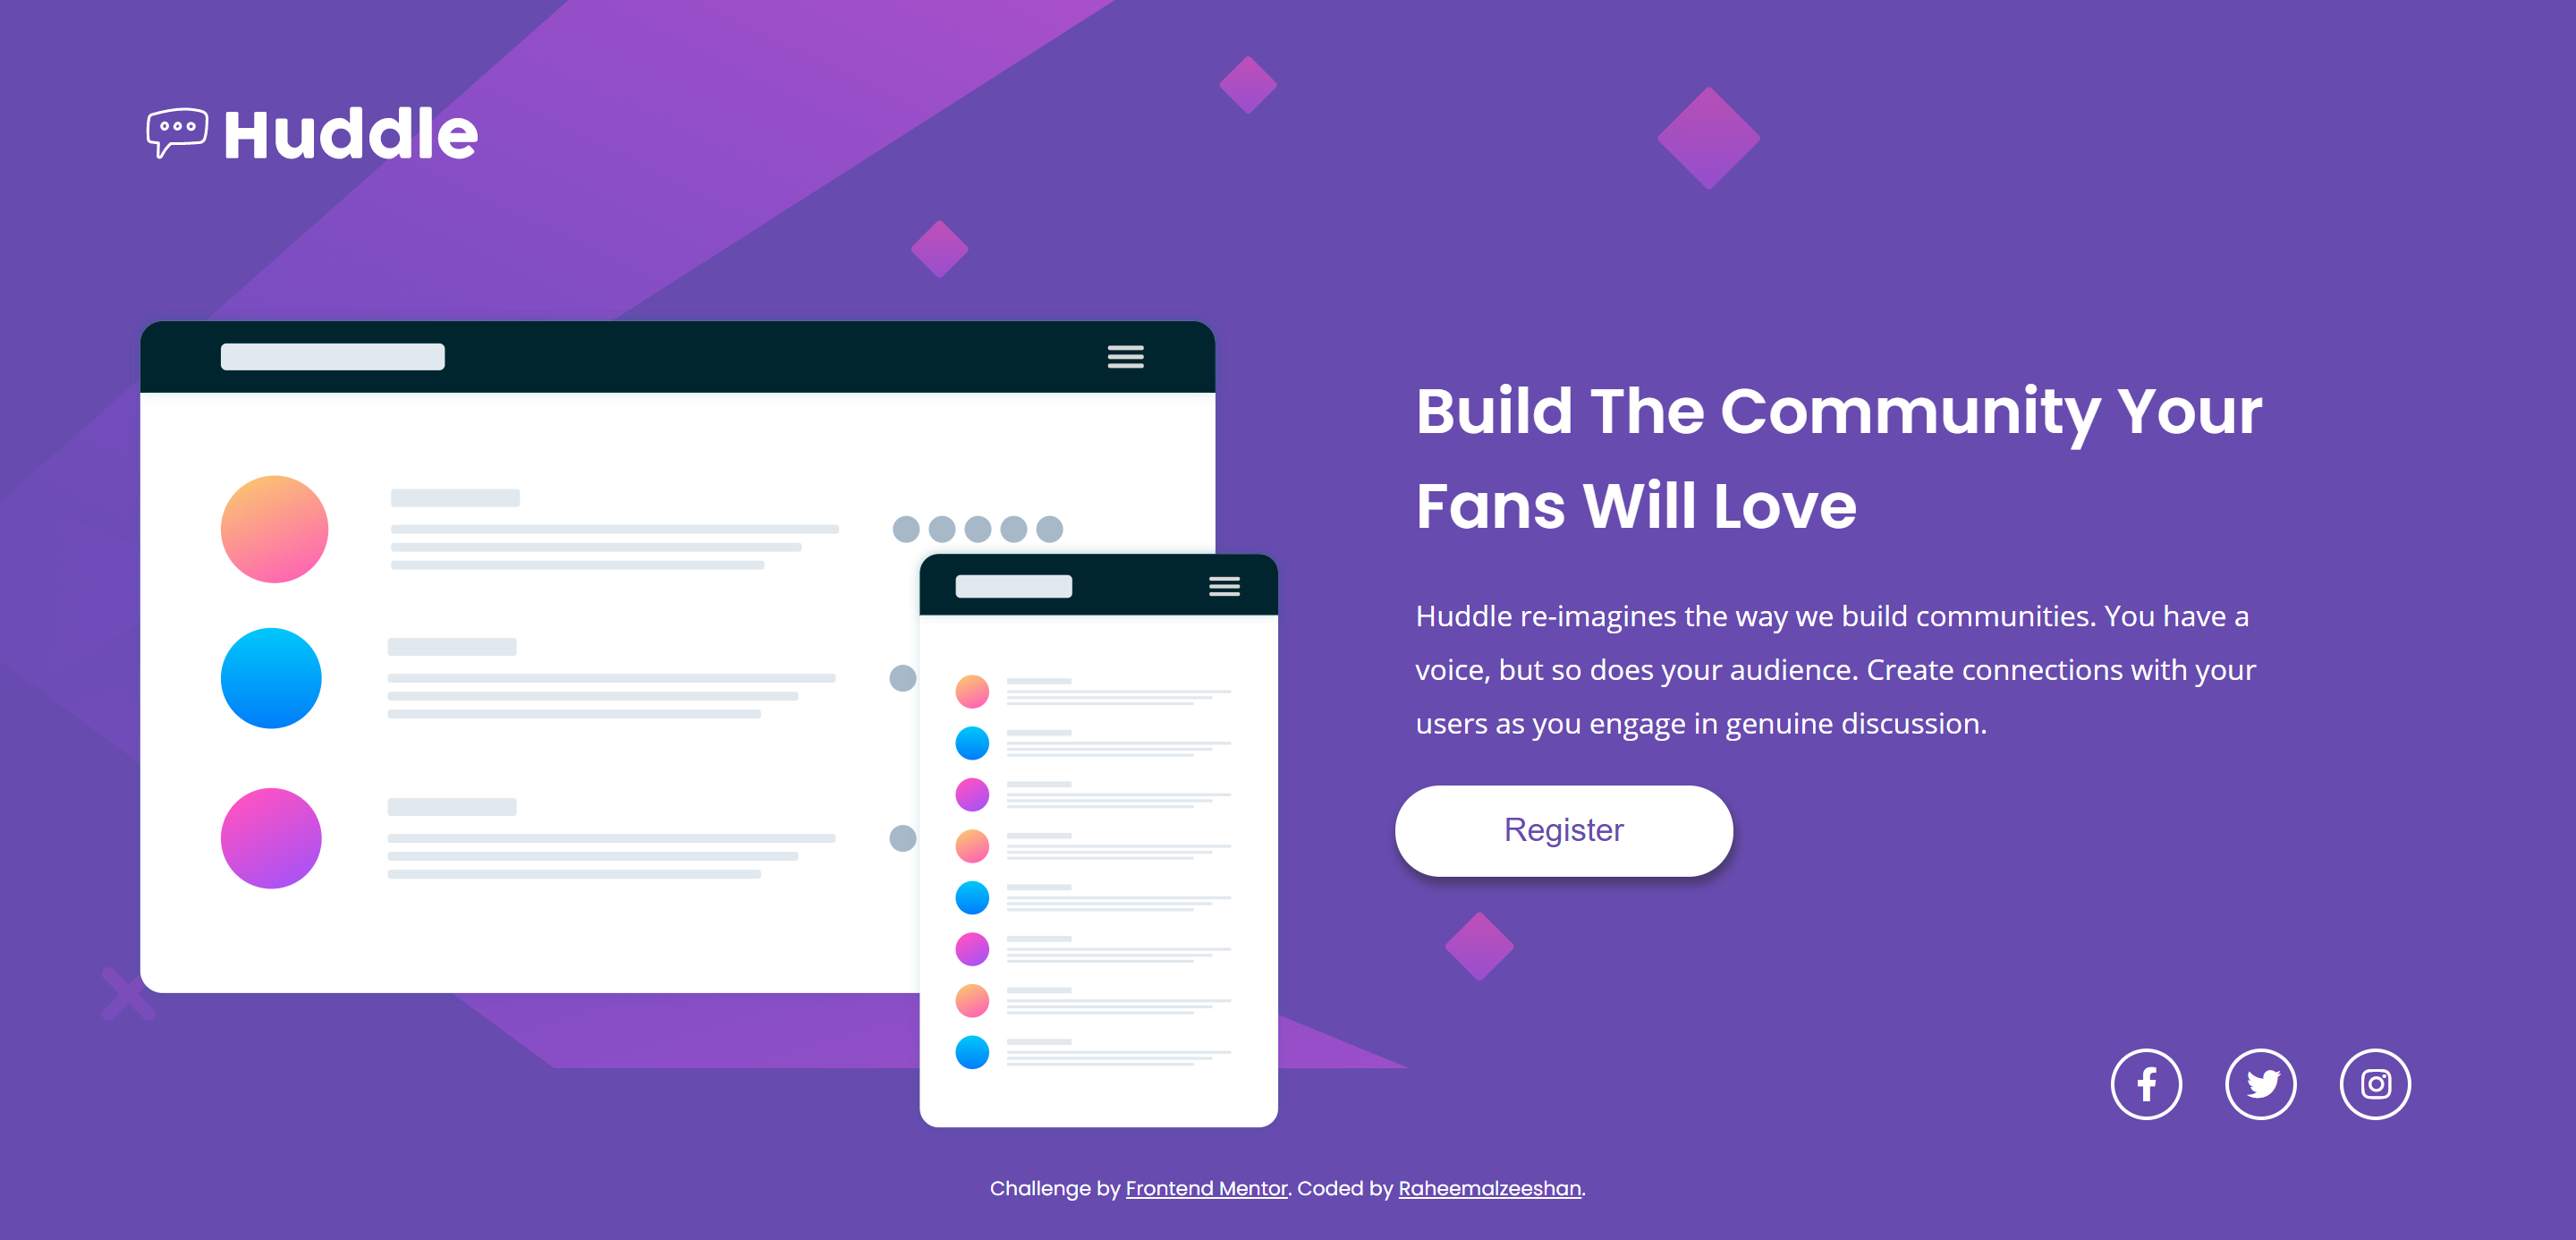 Huddle
Build The Community Your
Fans Will Love
Huddle re-imagines the way we build communities. You have a
voice, but so does your audience. Create connections with your
users as you engage in genuine discussion.
Register
Challenge by Frontend Mentor. Coded by Raheemalzeeshan.